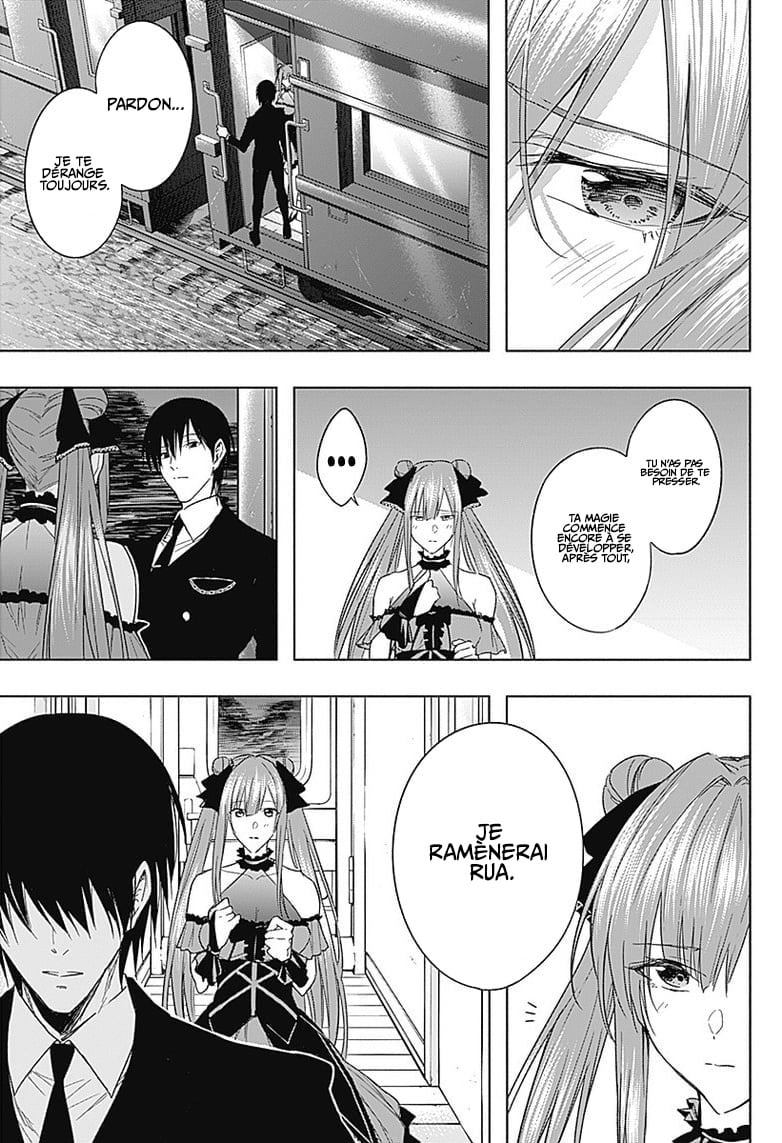 PARDON...
JE TE
DÉRANGE
TOUJOURS.
TU N'AS PAS
BESOIN DE TE
PRESSER.
TA MAGIE
COMMENCE
ENCORE À SE
DÉVELOPPER,
APRÈS TOUT,
...
JE
RAMÈNERAI
RUA.